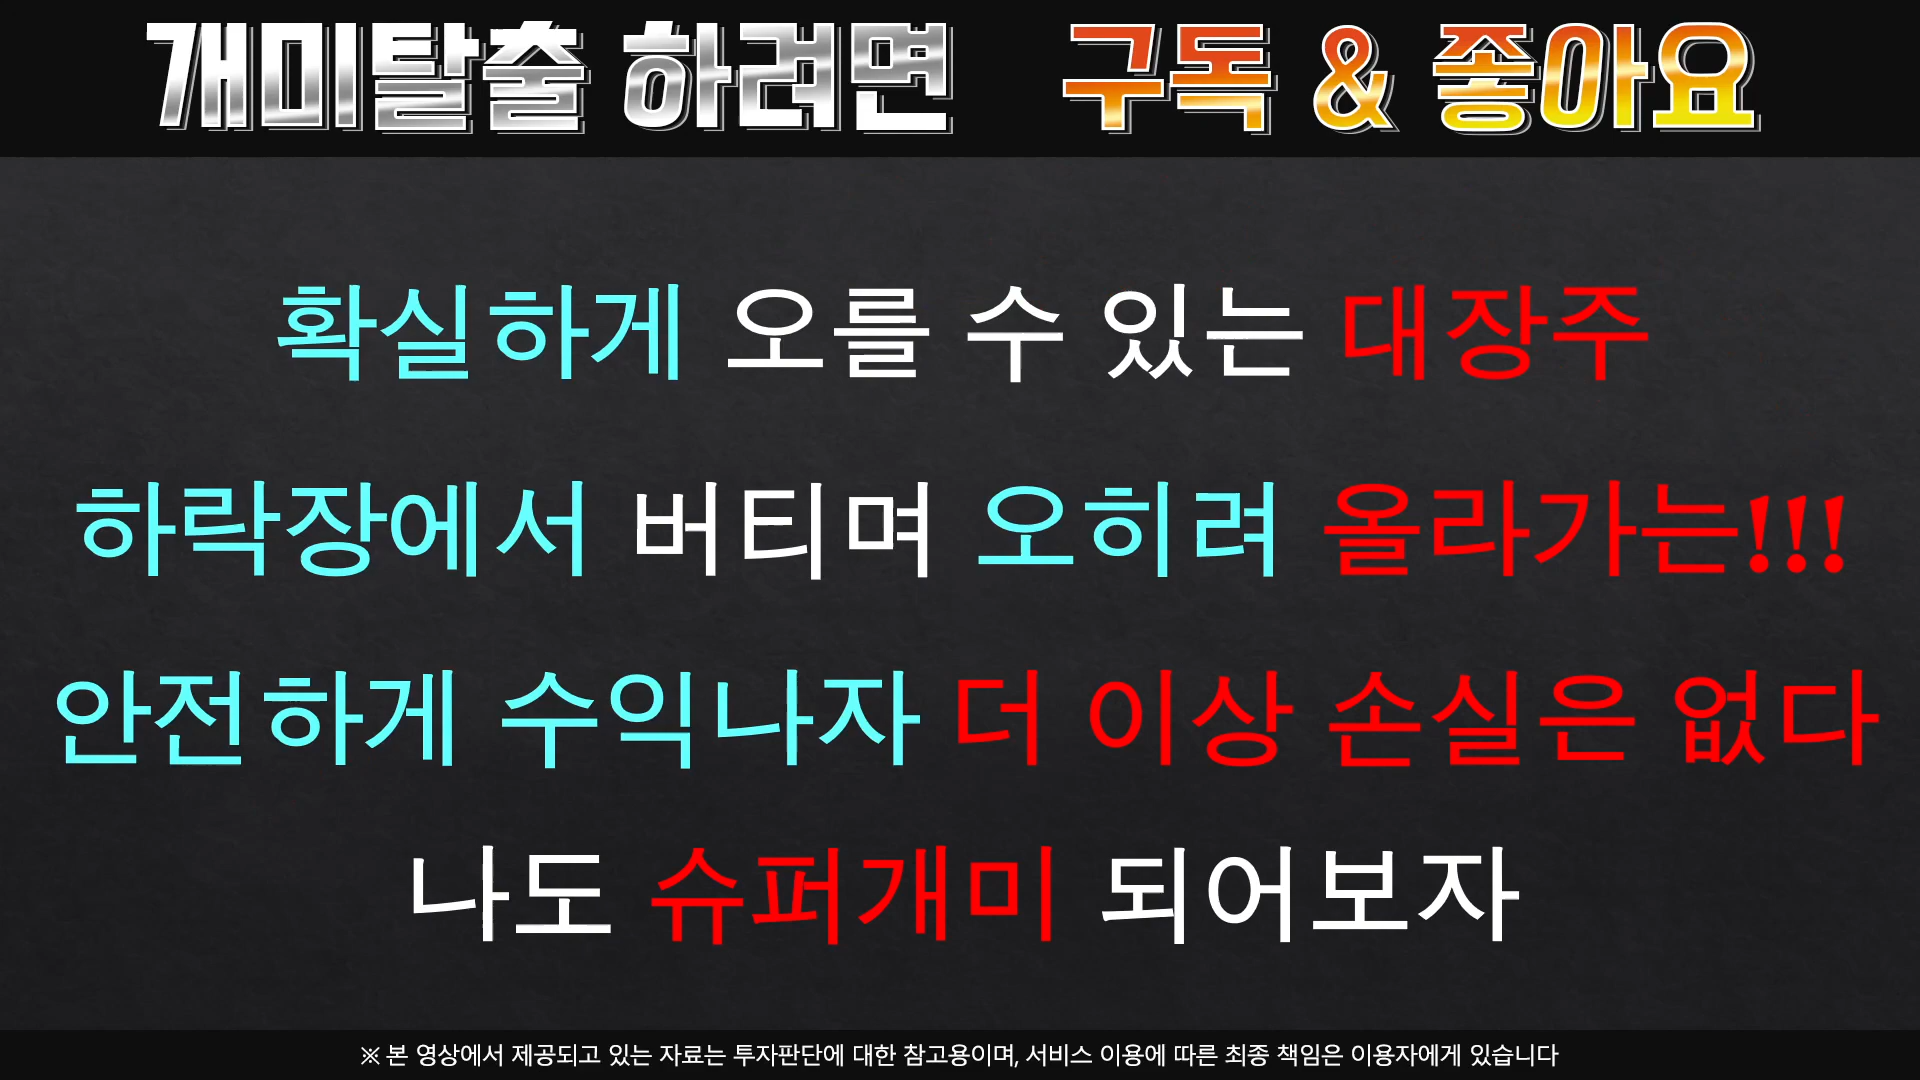 개미탈출 하려면 구독 & 좋아요
확실하게 오를 수 있는 대장주
하락장에서 버티며 오히려 올라가는!!!
안전하게 수익나자 더 이상 손실은 없다
나도 슈퍼개미 되어보자
※ 본 영상에서 제공되고 있는 자료는 투자판단에 대한 참고용이며, 서비스 이용에 따른 최종 책임은 이용자에게 있습니다